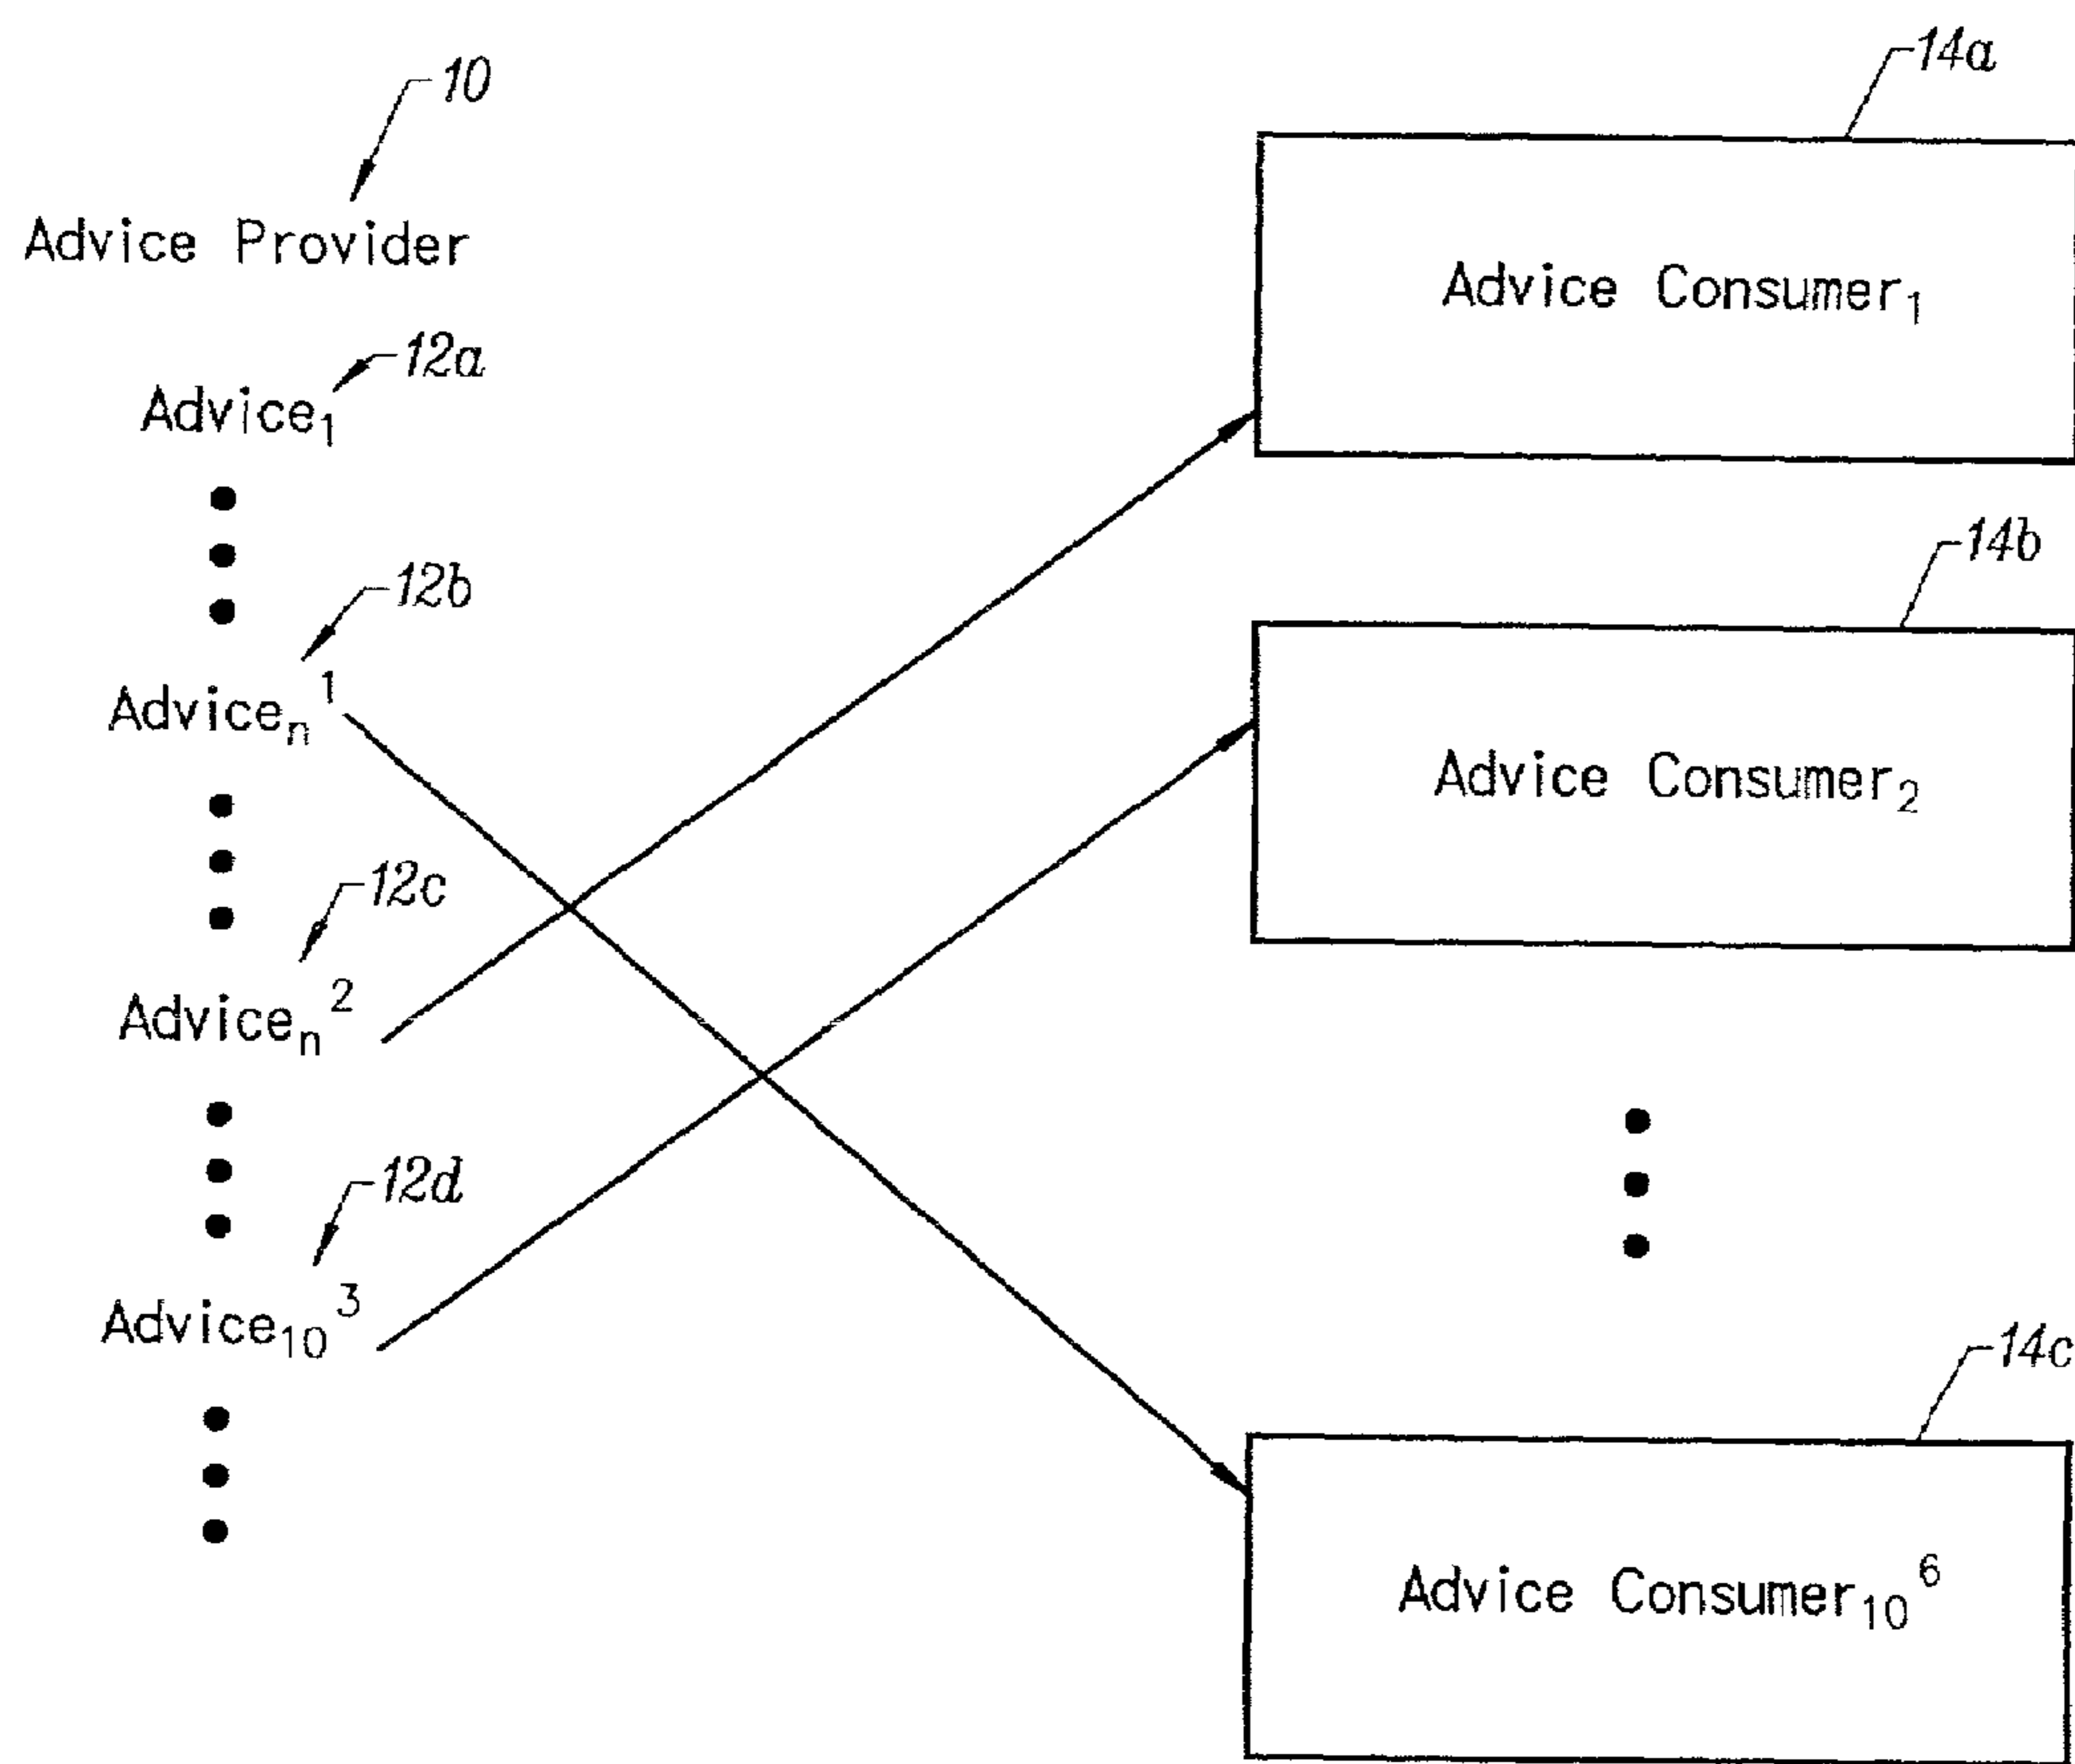 10
Advice Provider
12a
Advice₁
12b
Adviceₙ¹
12c
Adviceₙ²
12d
Advice₁₀³
14a
Advice Consumer₁
14b
Advice Consumer₂
14c
Advice Consumer₁₀⁶